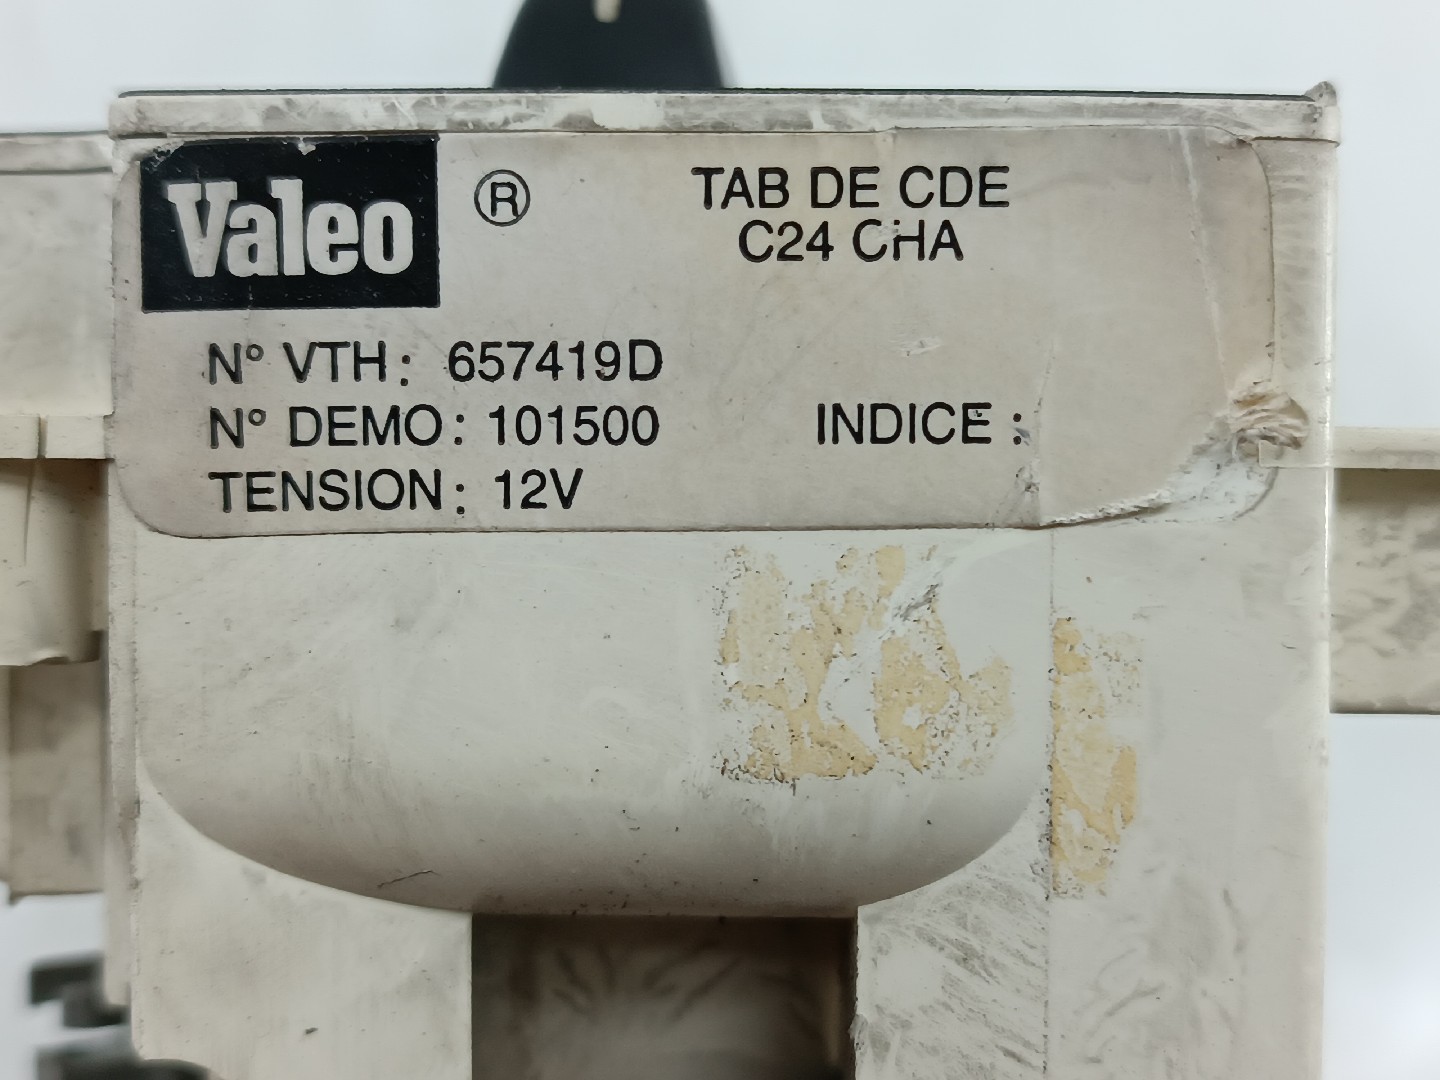 Valeo ® TAB DE CDE
C24 CHA
N° VTH: 657419D
N° DEMO: 101500 INDICE :
TENSION: 12V